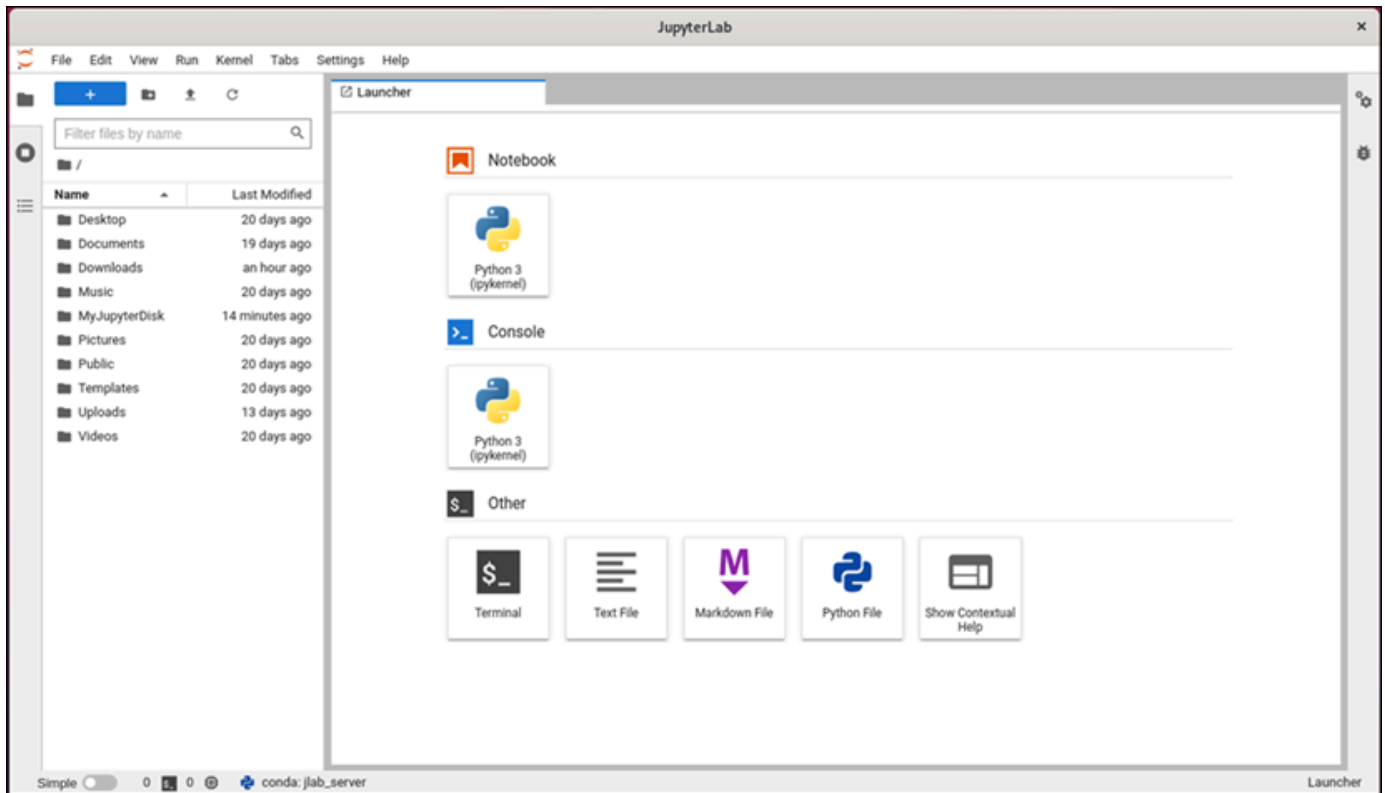 JupyterLab
File Edit View Run Kernel Tabs Settings Help
+
Launcher
Filter files by name
/
Name Last Modified
Desktop 20 days ago
Documents 19 days ago
Downloads an hour ago
Music 20 days ago
MyJupyterDisk 14 minutes ago
Pictures 20 days ago
Public 20 days ago
Templates 20 days ago
Uploads 13 days ago
Videos 20 days ago
Notebook
Python 3
(ipykernel)
>_ Console
Python 3
(ipykernel)
$_ Other
$_
M
Terminal
Text File
Markdown File
Python File
Show Contextual
Help
Simple 0 $_ 0 conda: jlab_server Launcher